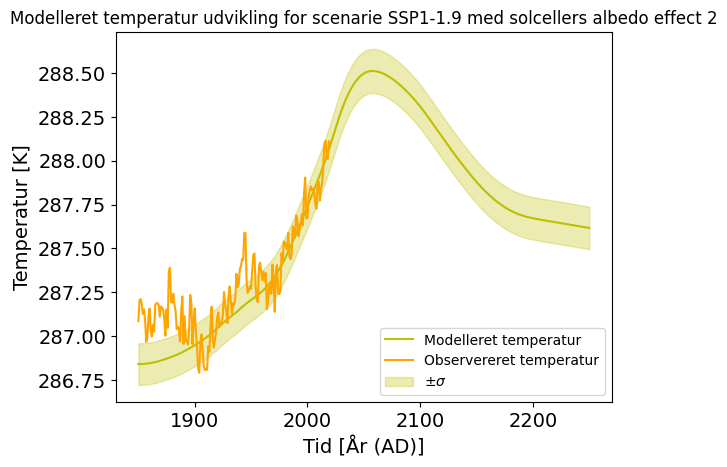 Modelleret temperatur udvikling for scenarie SSP1-1.9 med solcellers albedo effect 2
288.50
288.25
288.00
287.75
287.50
287.25
287.00
286.75
Temperatur [K]
Modelleret temperatur
Observereret temperatur
±σ
1900 2000 2100 2200
Tid [År (AD)]